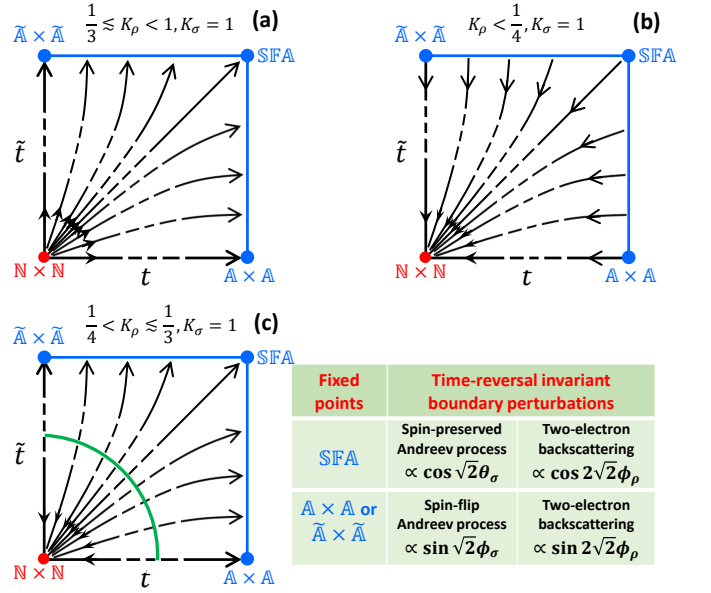 1/3 ≲ K_ρ < 1, K_σ = 1 (a)
Ã × Ã
𝕊𝔽𝔸
t̃
ℕ × ℕ
t
𝔸 × 𝔸
K_ρ < 1/4, K_σ = 1 (b)
Ã × Ã
𝕊𝔽𝔸
t̃
ℕ × ℕ
t
𝔸 × 𝔸
1/4 < K_ρ ≲ 1/3, K_σ = 1 (c)
Ã × Ã
𝕊𝔽𝔸
t̃
ℕ × ℕ
t
𝔸 × 𝔸
Fixed
points
Time-reversal invariant
boundary perturbations
𝕊𝔽𝔸
Spin-preserved
Andreev process
∝ cos √2θ_σ
Two-electron
backscattering
∝ cos 2√2ϕ_ρ
𝔸 × 𝔸 or
Ã × Ã
Spin-flip
Andreev process
∝ sin √2ϕ_σ
Two-electron
backscattering
∝ sin 2√2ϕ_ρ